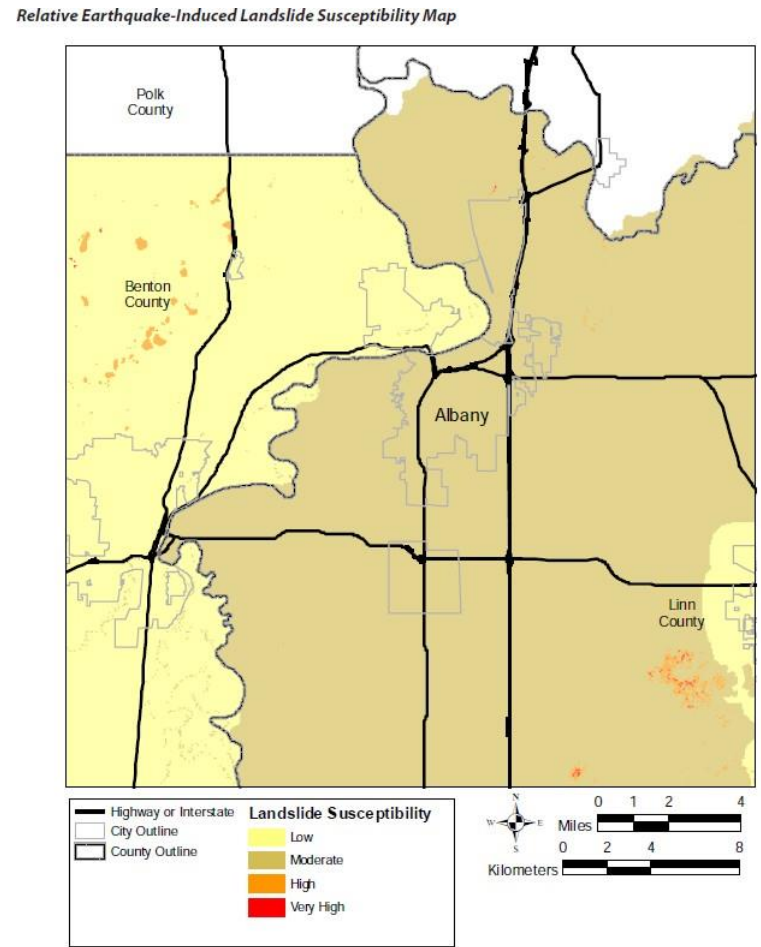 Relative Earthquake-Induced Landslide Susceptibility Map
Polk
County
Benton
County
Albany
Linn
County
Highway or Interstate
City Outline
County Outline
Landslide Susceptibility
Low
Moderate
High
Very High
N
W E
S
0 1 2 4
Miles
0 2 4 8
Kilometers